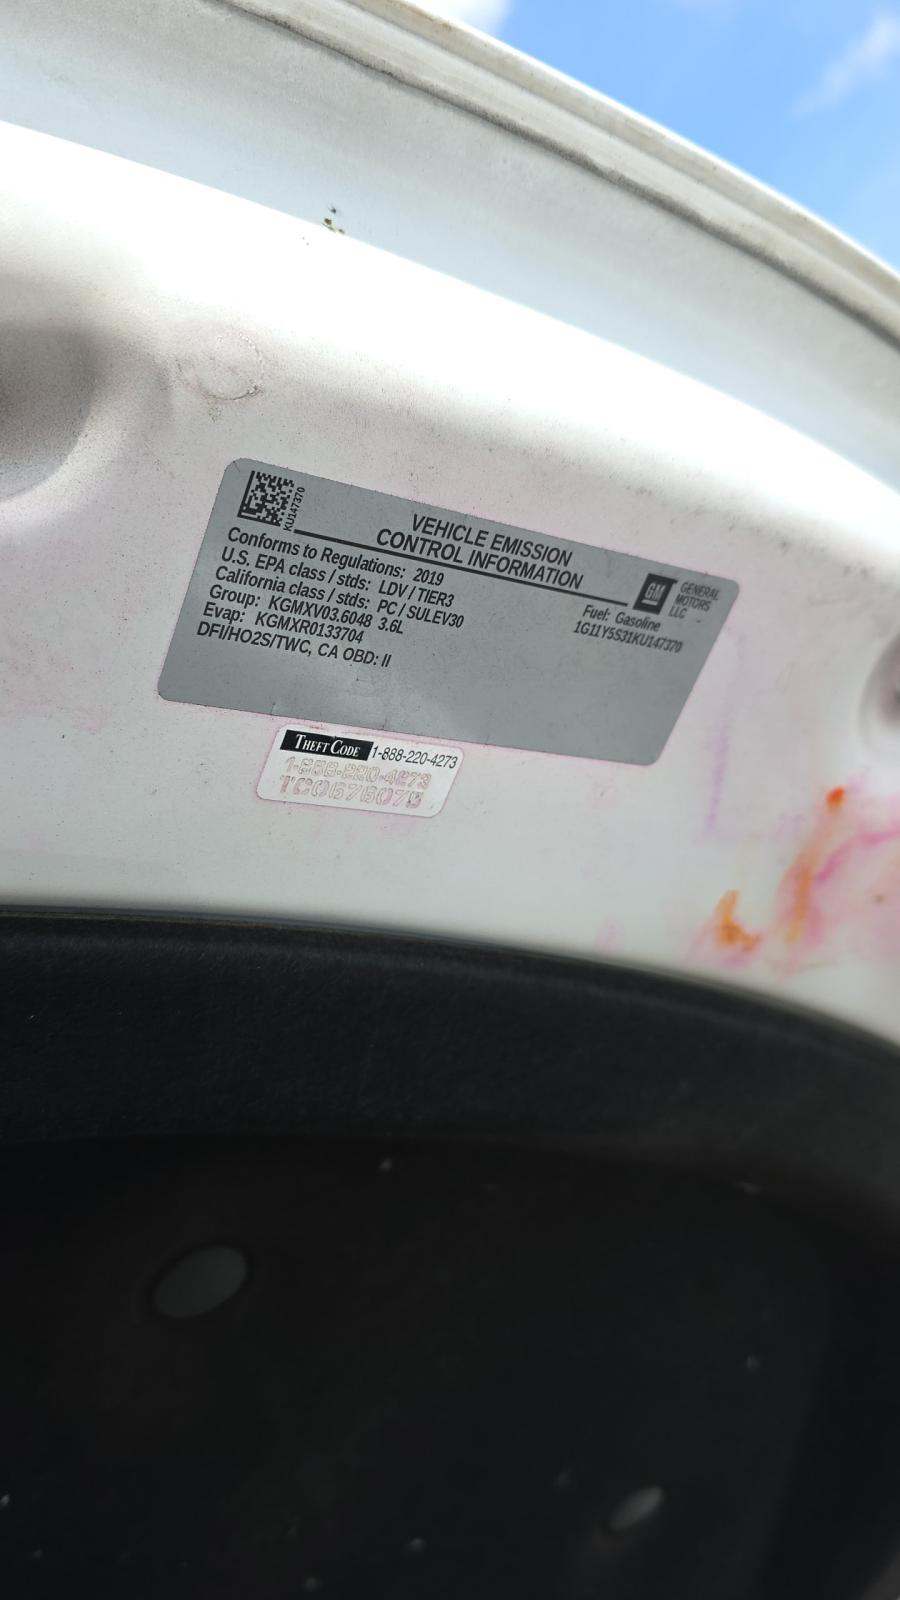 KU147370
VEHICLE EMISSION
CONTROL INFORMATION
Conforms to Regulations: 2019
U.S. EPA class / stds: LDV / TIER3
California class / stds: PC / SULEV30
Group: KGMXV03.6048 3.6L
Evap: KGMXR0133704
DFI/HO2S/TWC, CA OBD: II
GM GENERAL
MOTORS
LLC
Fuel: Gasoline
1G11Y5S31KU147370
THEFT CODE 1-888-220-4273
1-888-220-4273
TC0676075